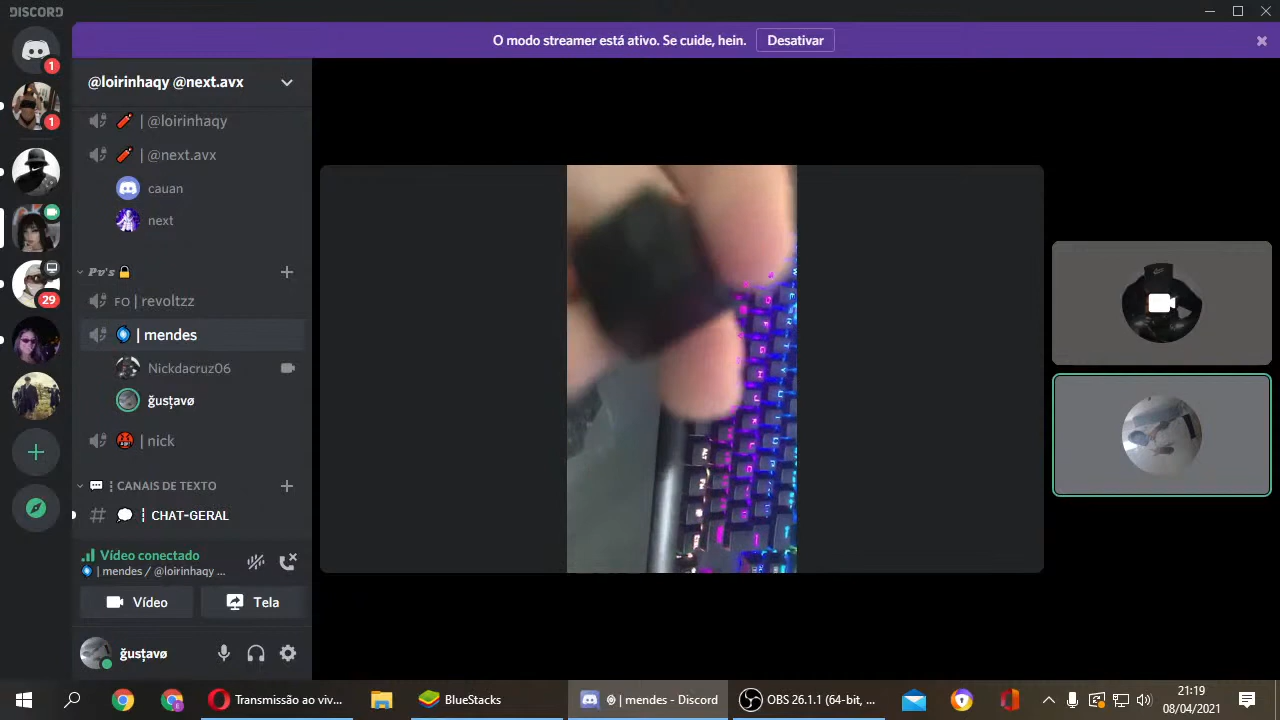 DISCORD
O modo streamer está ativo. Se cuide, hein.
Desativar
1
1
29
@loirinhaqy @next.avx
| @loirinhaqy
| @next.avx
cauan
next
𝑷𝒗'𝒔
FO | revoltzz
| mendes
Nickdacruz06
ğusțavø
| nick
CANAIS DE TEXTO
CHAT-GERAL
Vídeo conectado
| mendes / @loirinhaqy ...
Vídeo
Tela
ğusțavø
Transmissão ao viv...
BlueStacks
| mendes - Discord
OBS 26.1.1 (64-bit, ...
21:19
08/04/2021